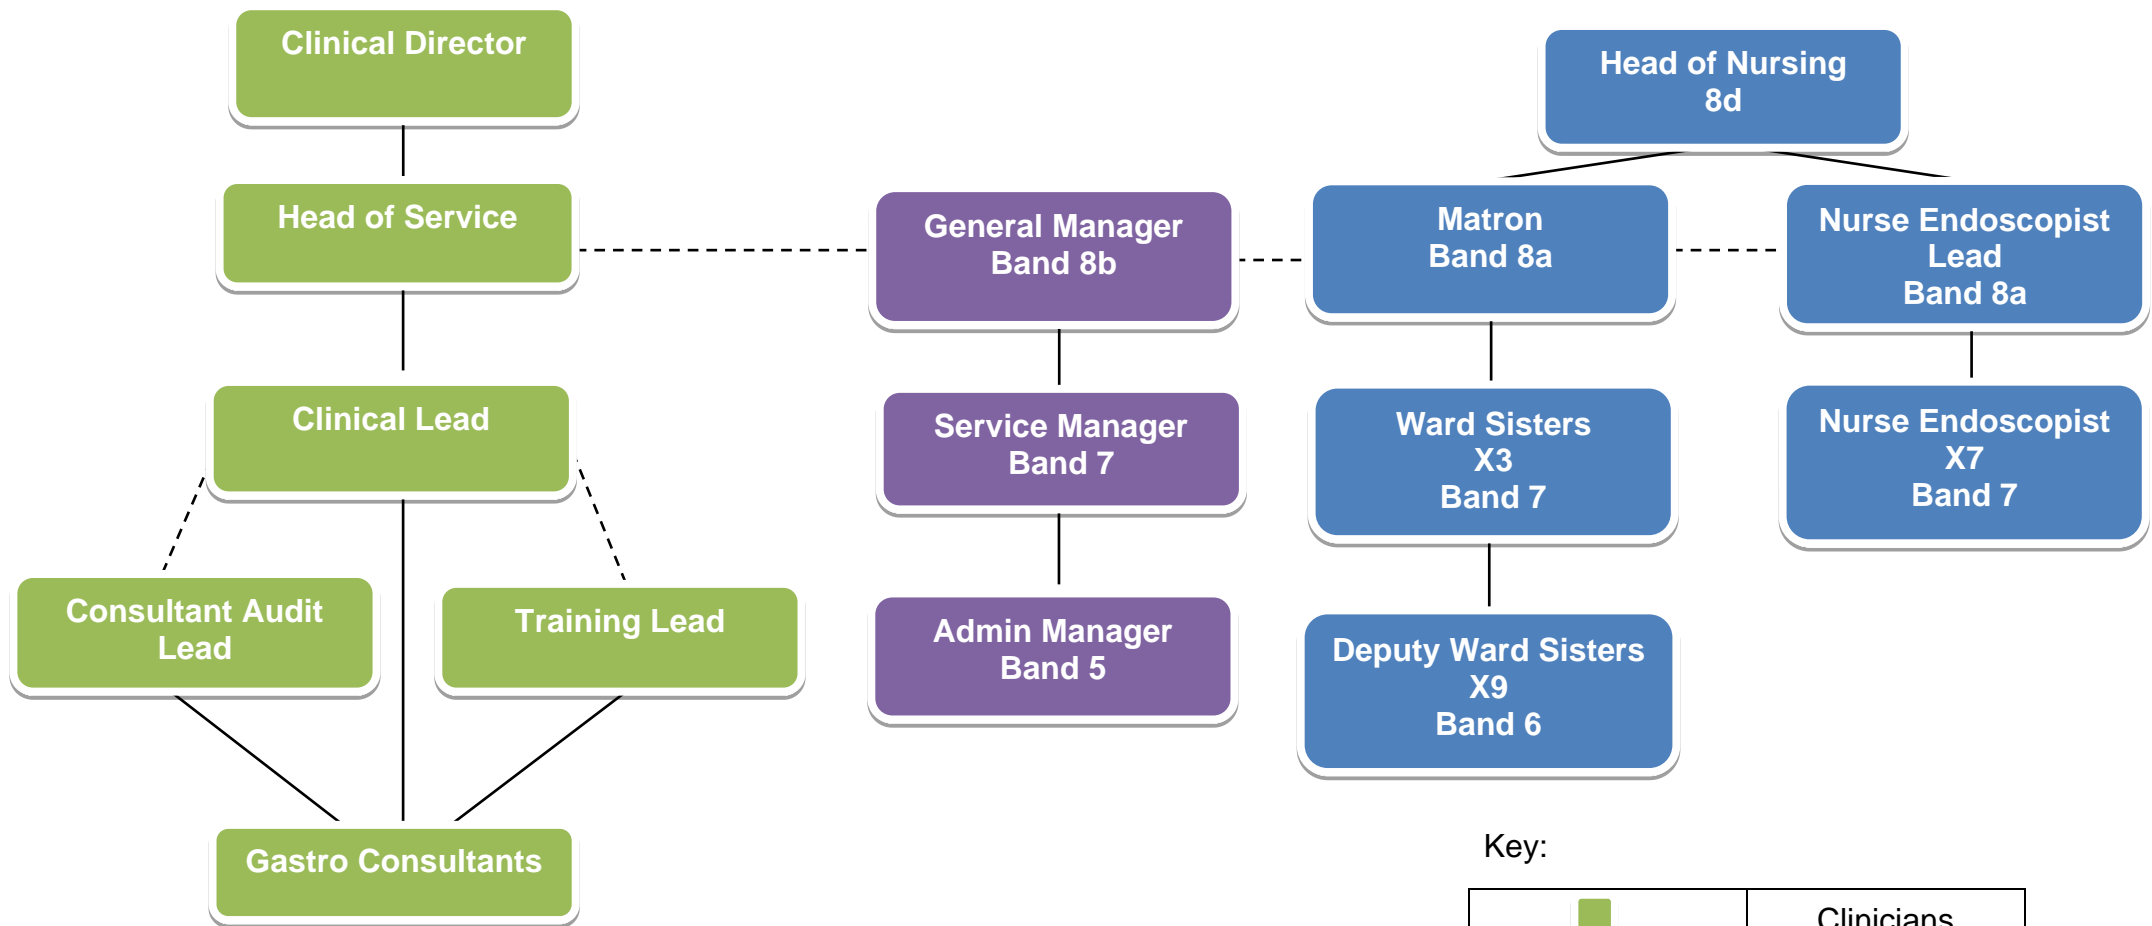 Clinical Director
Head of Nursing
8d
Head of Service
General Manager
Band 8b
Matron
Band 8a
Nurse Endoscopist
Lead
Band 8a
Clinical Lead
Service Manager
Band 7
Ward Sisters
X3
Band 7
Nurse Endoscopist
X7
Band 7
Consultant Audit
Lead
Training Lead
Admin Manager
Band 5
Deputy Ward Sisters
X9
Band 6
Gastro Consultants
Key:
Clinicians